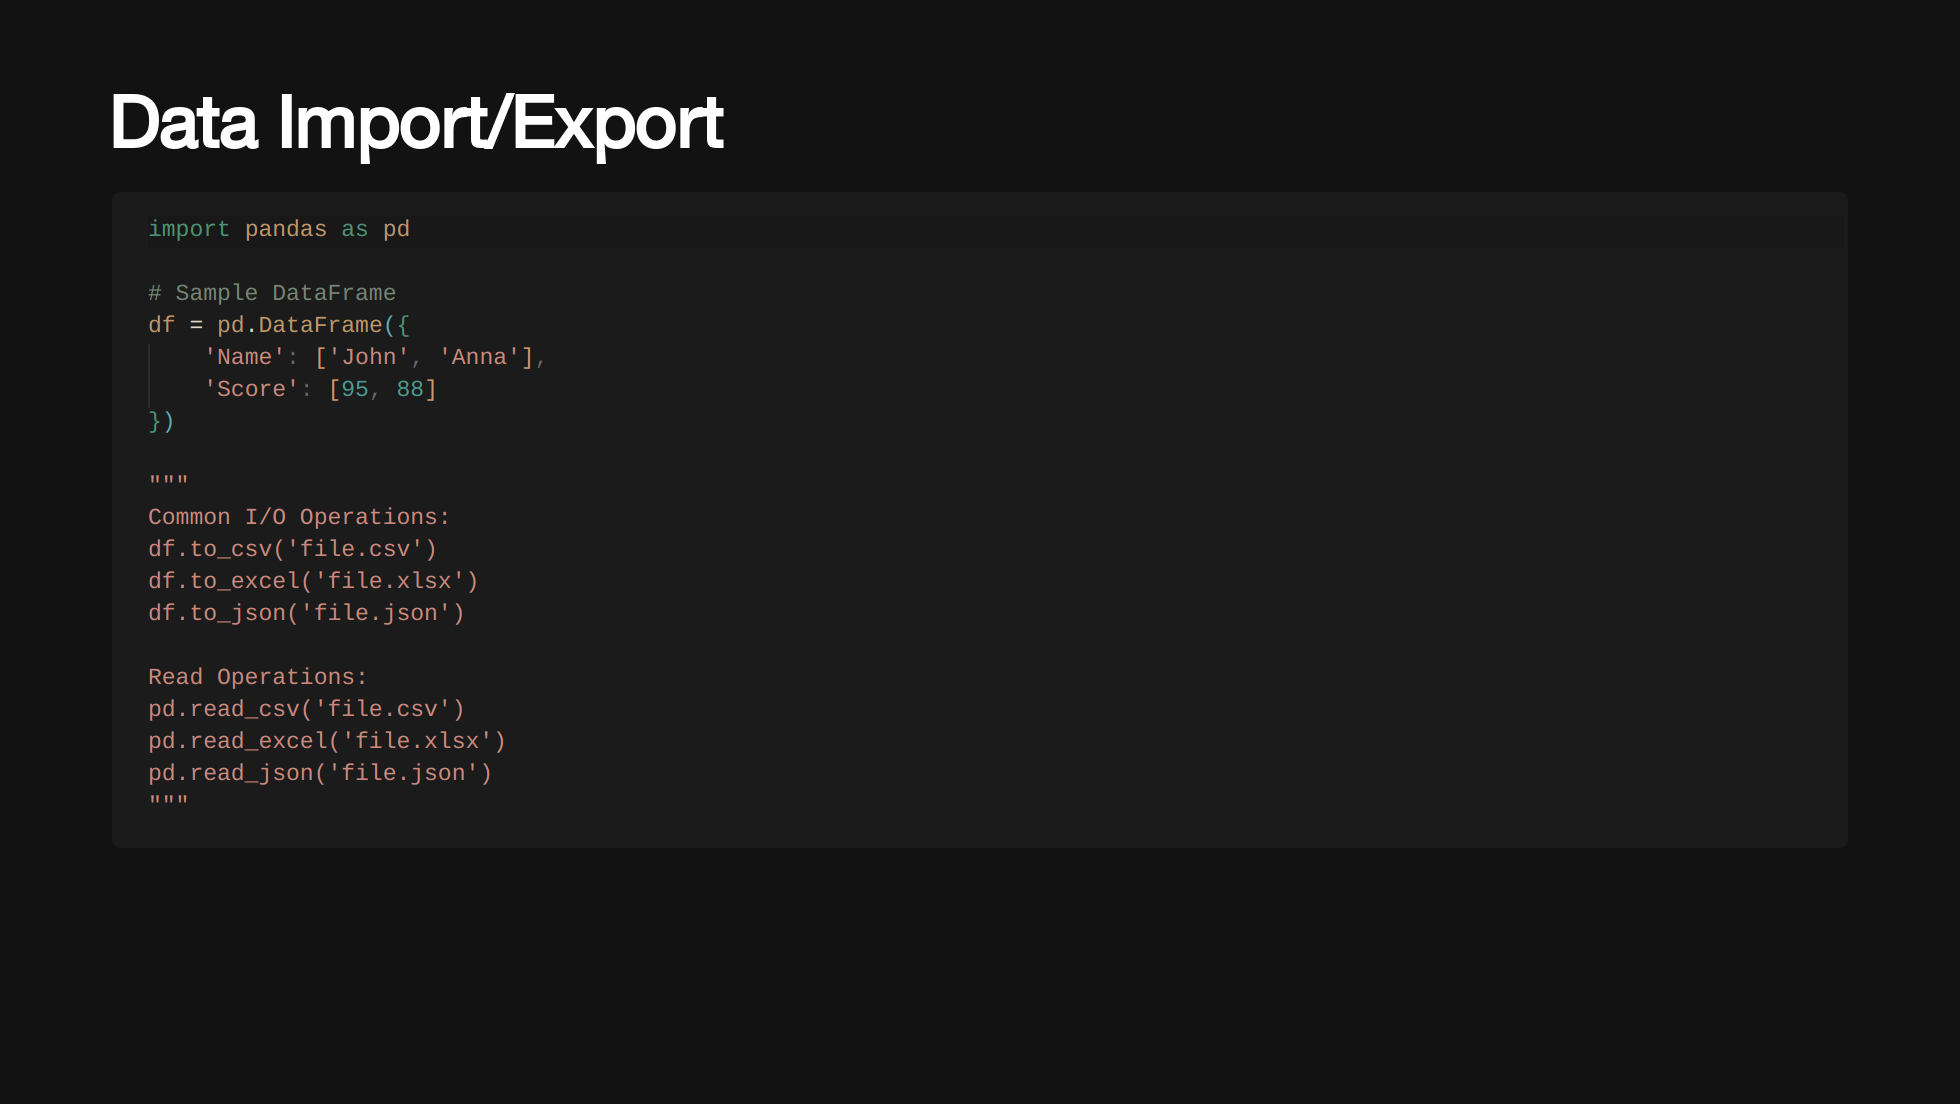 Data Import/Export
import pandas as pd
# Sample DataFrame
df = pd.DataFrame({
    'Name': ['John', 'Anna'],
    'Score': [95, 88]
})
"""
Common I/O Operations:
df.to_csv('file.csv')
df.to_excel('file.xlsx')
df.to_json('file.json')
Read Operations:
pd.read_csv('file.csv')
pd.read_excel('file.xlsx')
pd.read_json('file.json')
"""